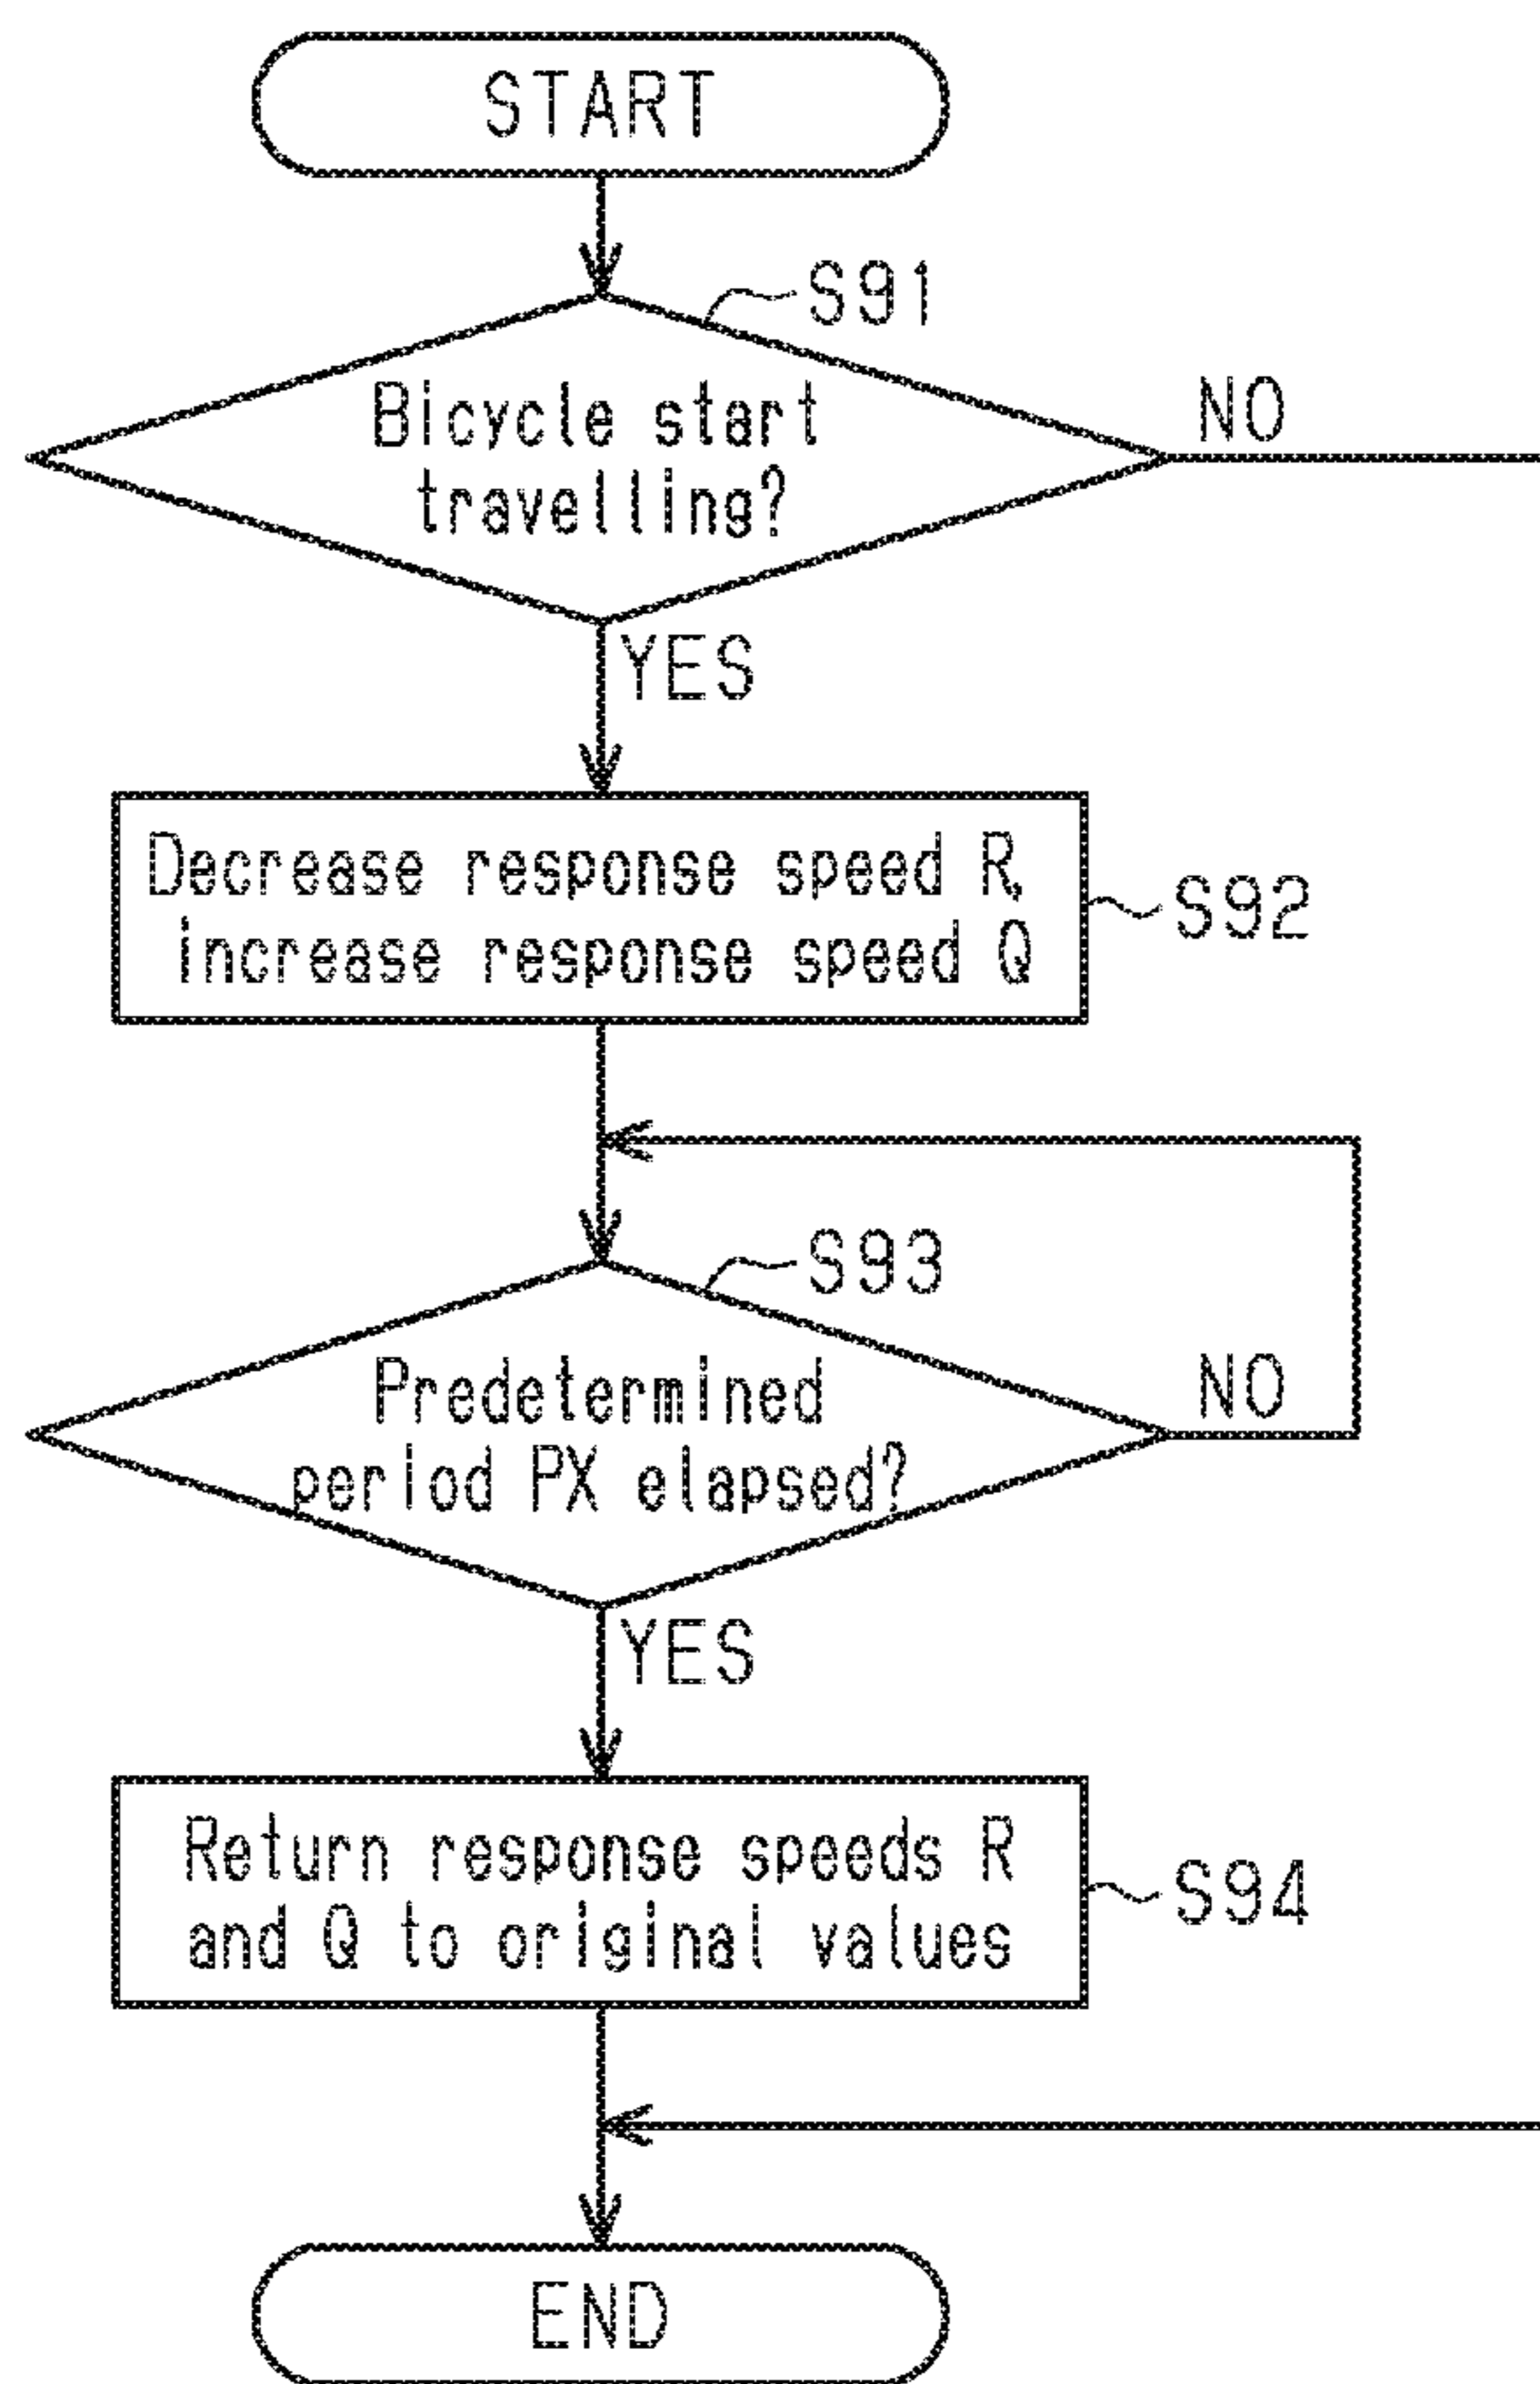 START
S91
Bicycle start
travelling?
NO
YES
Decrease response speed R,
increase response speed Q
S92
S93
Predetermined
period PX elapsed?
NO
YES
Return response speeds R
and Q to original values
S94
END